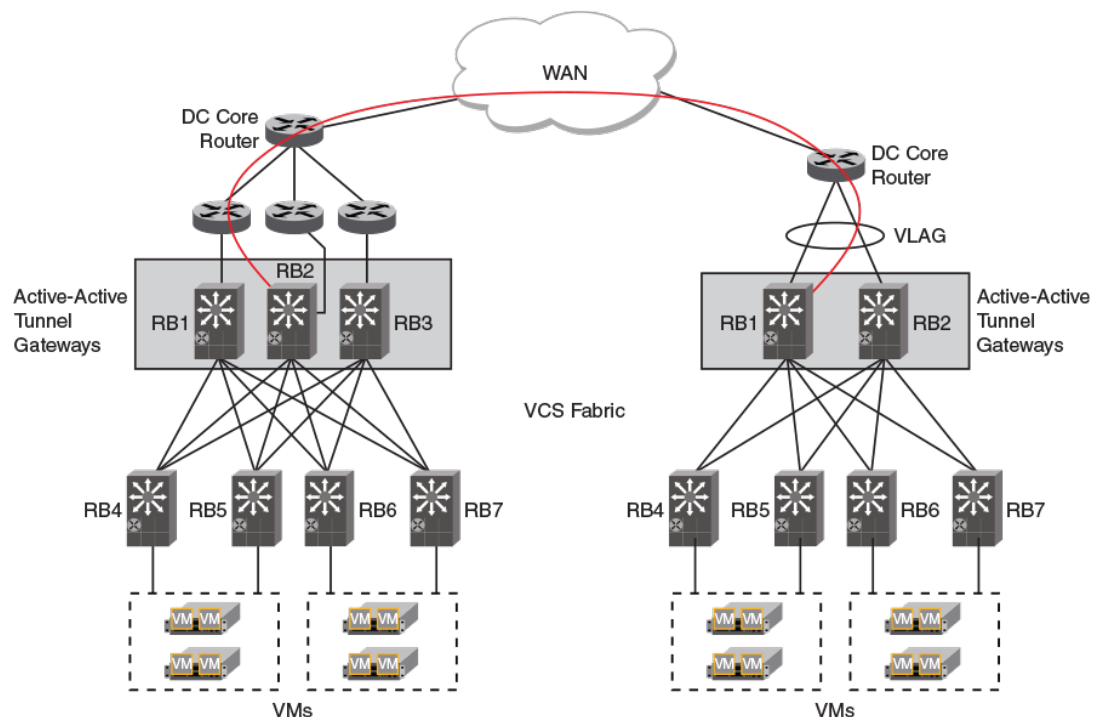 WAN
DC Core
Router
DC Core
Router
VLAG
Active-Active
Tunnel
Gateways
RB1
RB2
RB3
RB1
RB2
Active-Active
Tunnel
Gateways
VCS Fabric
RB4
RB5
RB6
RB7
RB4
RB5
RB6
RB7
VM VM
VM VM
VM VM
VM VM
VM VM
VM VM
VM VM
VM VM
VMs
VMs